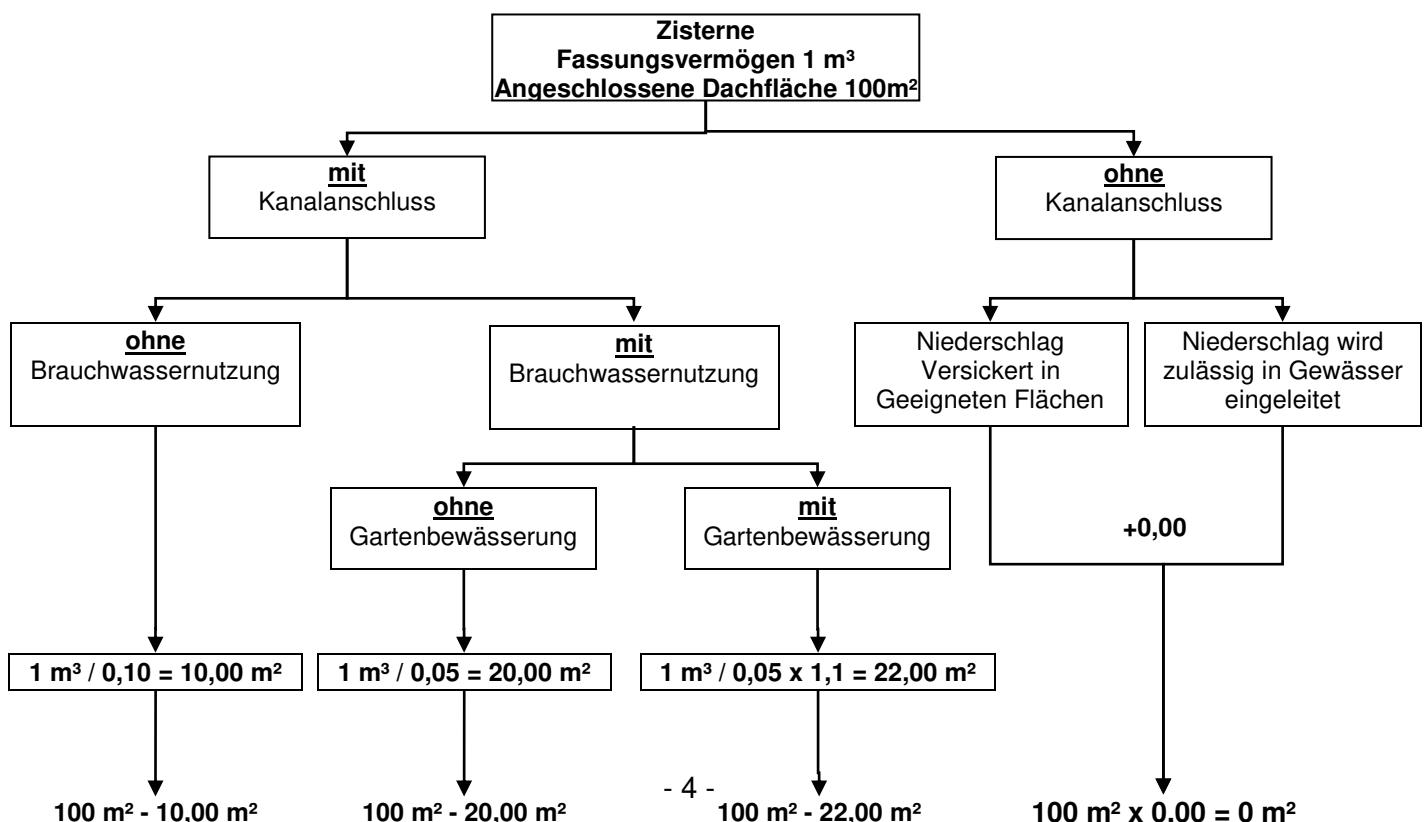 Zisterne
Fassungsvermögen 1 m³
Angeschlossene Dachfläche 100m²
mit
Kanalanschluss
ohne
Kanalanschluss
ohne
Brauchwassernutzung
mit
Brauchwassernutzung
Niederschlag
Versickert in
Geeigneten Flächen
Niederschlag wird
zulässig in Gewässer
eingeleitet
ohne
Gartenbewässerung
mit
Gartenbewässerung
+0,00
1 m³ / 0,10 = 10,00 m²
1 m³ / 0,05 = 20,00 m²
1 m³ / 0,05 x 1,1 = 22,00 m²
- 4 -
100 m² - 10,00 m²
100 m² - 20,00 m²
100 m² - 22,00 m²
100 m² x 0,00 = 0 m²